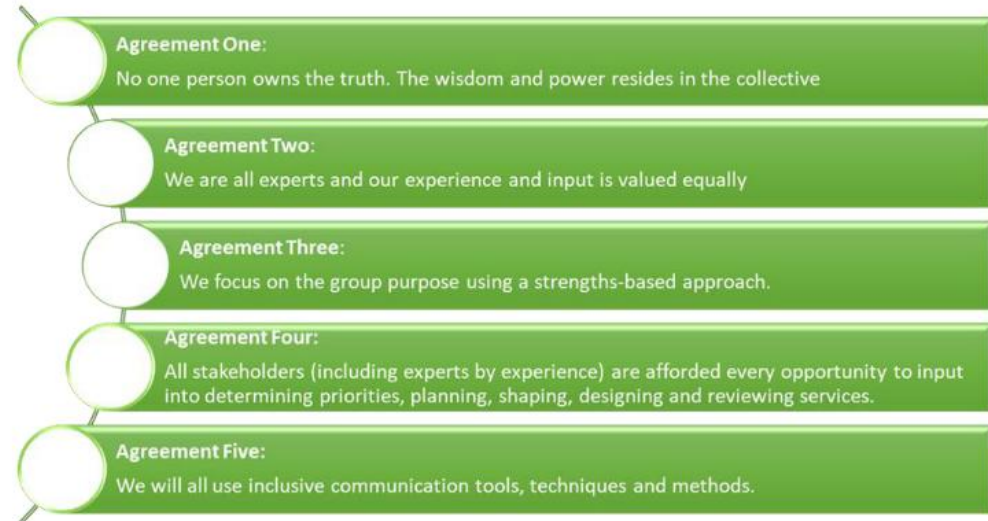 Agreement One:
No one person owns the truth. The wisdom and power resides in the collective
Agreement Two:
We are all experts and our experience and input is valued equally
Agreement Three:
We focus on the group purpose using a strengths-based approach.
Agreement Four:
All stakeholders (including experts by experience) are afforded every opportunity to input
into determining priorities, planning, shaping, designing and reviewing services.
Agreement Five:
We will all use inclusive communication tools, techniques and methods.